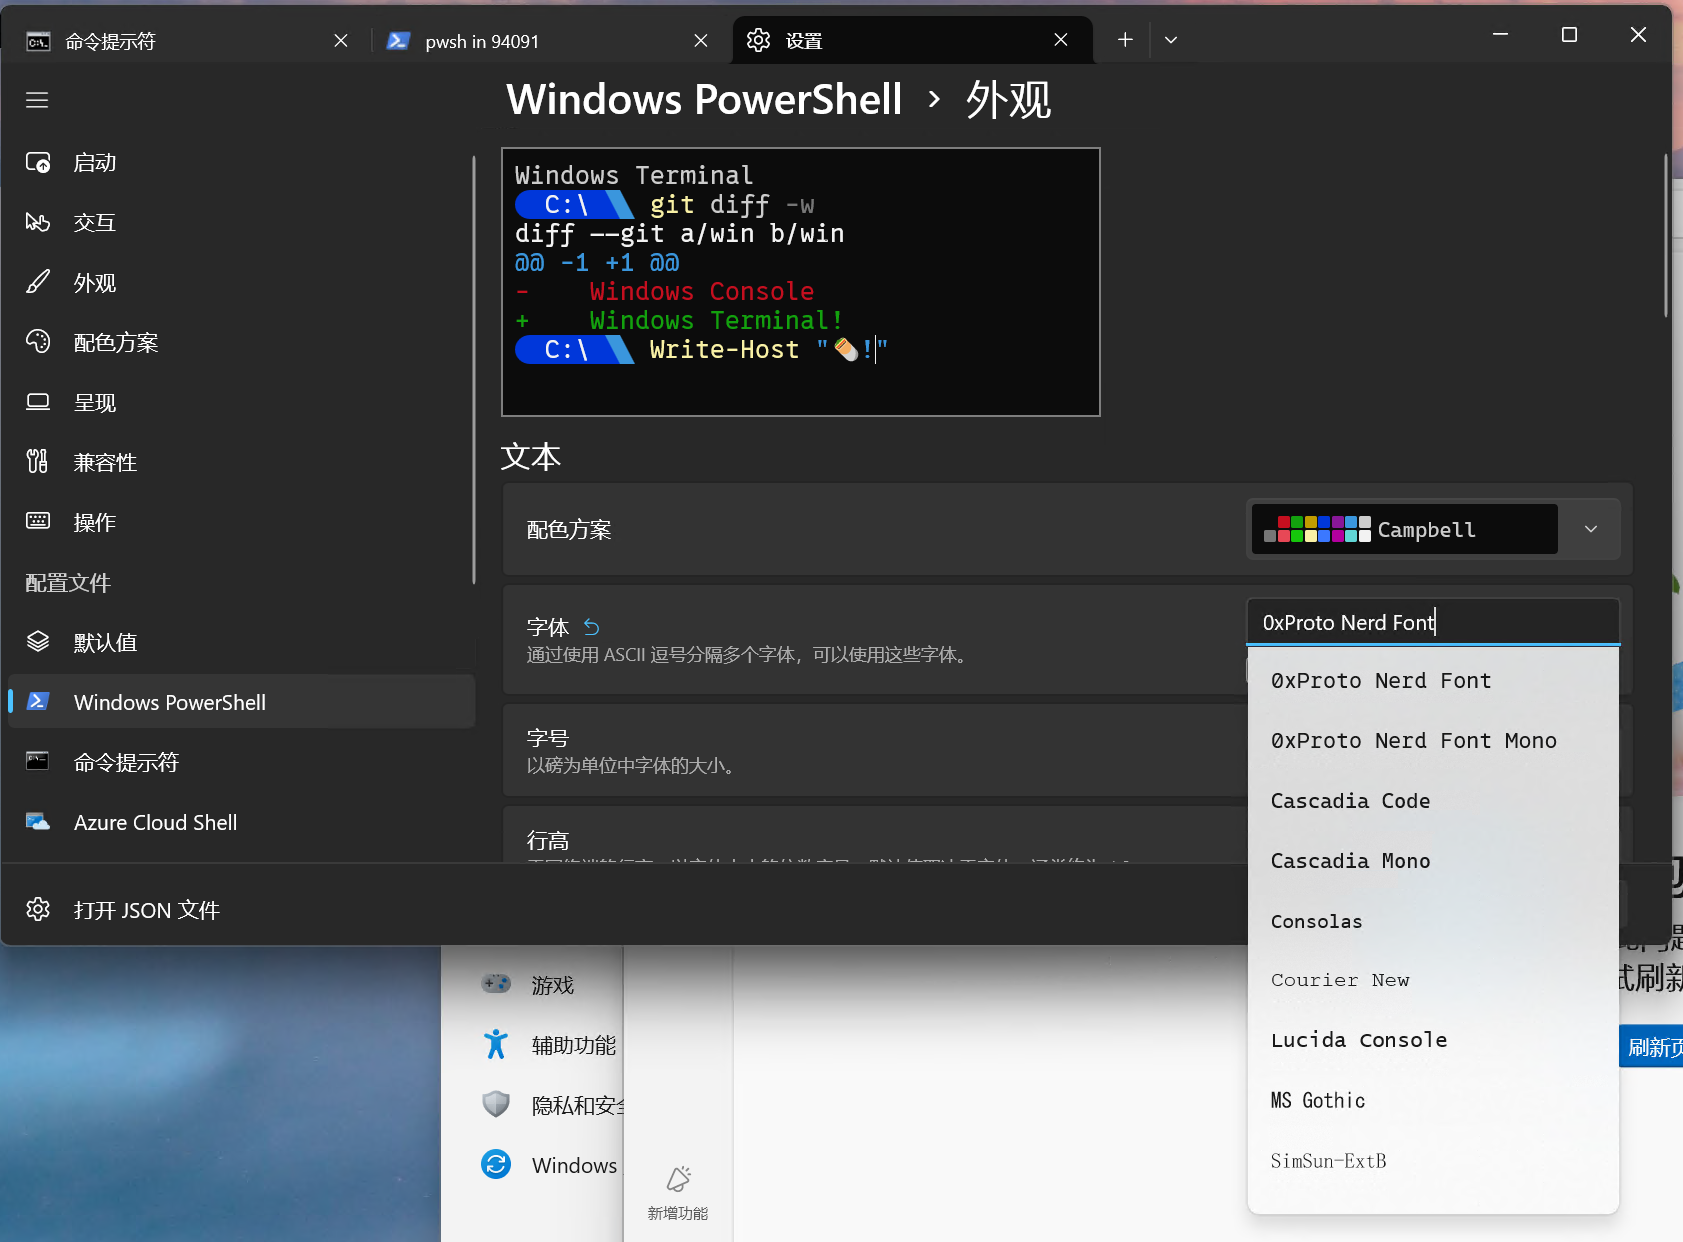 命令提示符
pwsh in 94091
设置
Windows PowerShell › 外观
启动
交互
外观
配色方案
呈现
兼容性
操作
配置文件
默认值
Windows PowerShell
命令提示符
Azure Cloud Shell
打开 JSON 文件
Windows Terminal
C:\ git diff -w
diff --git a/win b/win
@@ -1 +1 @@
-    Windows Console
+    Windows Terminal!
C:\ Write-Host "🌯!"
文本
配色方案
Campbell
字体
通过使用 ASCII 逗号分隔多个字体，可以使用这些字体。
0xProto Nerd Font
字号
以磅为单位中字体的大小。
行高
0xProto Nerd Font
0xProto Nerd Font Mono
Cascadia Code
Cascadia Mono
Consolas
Courier New
Lucida Console
MS Gothic
SimSun-ExtB
游戏
辅助功能
隐私和安全
Windows
新增功能
试刷新
刷新页